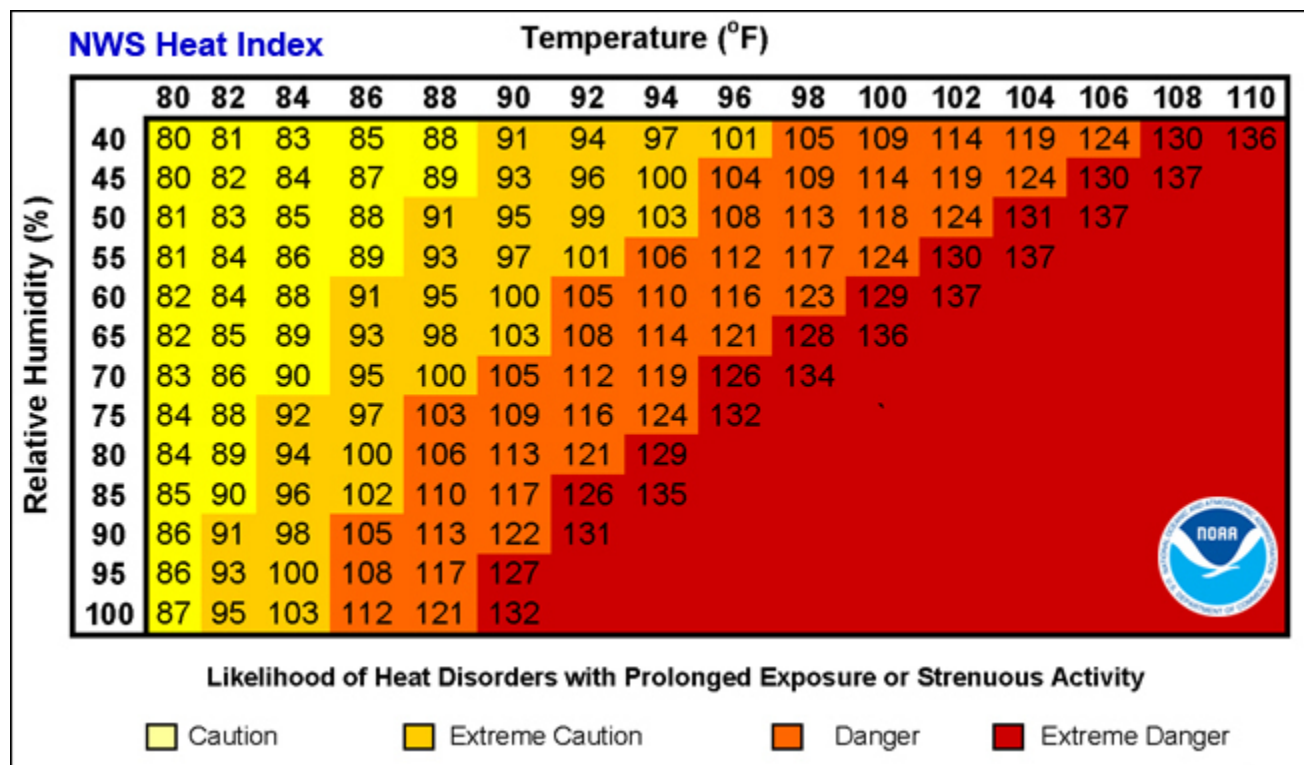 NWS Heat Index
Temperature (°F)
80 82 84 86 88 90 92 94 96 98 100 102 104 106 108 110
Relative Humidity (%)
40 80 81 83 85 88 91 94 97 101 105 109 114 119 124 130 136
45 80 82 84 87 89 93 96 100 104 109 114 119 124 130 137
50 81 83 85 88 91 95 99 103 108 113 118 124 131 137
55 81 84 86 89 93 97 101 106 112 117 124 130 137
60 82 84 88 91 95 100 105 110 116 123 129 137
65 82 85 89 93 98 103 108 114 121 128 136
70 83 86 90 95 100 105 112 119 126 134
75 84 88 92 97 103 109 116 124 132
80 84 89 94 100 106 113 121 129
85 85 90 96 102 110 117 126 135
90 86 91 98 105 113 122 131
95 86 93 100 108 117 127
100 87 95 103 112 121 132
NOAA
NATIONAL OCEANIC AND ATMOSPHERIC ADMINISTRATION
U.S. DEPARTMENT OF COMMERCE
Likelihood of Heat Disorders with Prolonged Exposure or Strenuous Activity
Caution
Extreme Caution
Danger
Extreme Danger